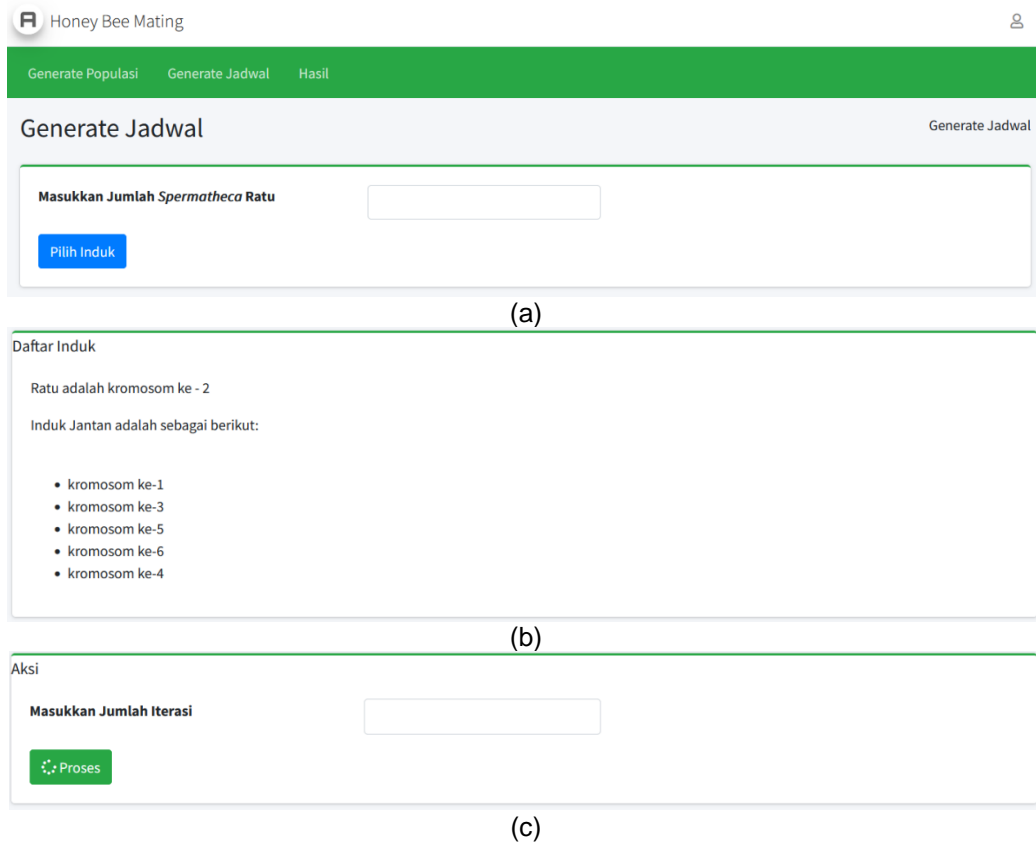 A Honey Bee Mating
Generate Populasi Generate Jadwal Hasil
Generate Jadwal Generate Jadwal
Masukkan Jumlah Spermatheca Ratu
Pilih Induk
(a)
Daftar Induk
Ratu adalah kromosom ke - 2
Induk Jantan adalah sebagai berikut:
• kromosom ke-1
• kromosom ke-3
• kromosom ke-5
• kromosom ke-6
• kromosom ke-4
(b)
Aksi
Masukkan Jumlah Iterasi
Proses
(c)